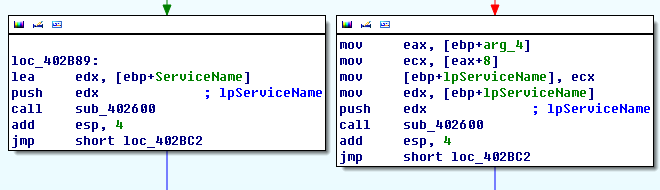 loc_402B89:
lea edx, [ebp+ServiceName]
push edx ; lpServiceName
call sub_402600
add esp, 4
jmp short loc_402BC2
mov eax, [ebp+arg_4]
mov ecx, [eax+8]
mov [ebp+lpServiceName], ecx
mov edx, [ebp+lpServiceName]
push edx ; lpServiceName
call sub_402600
add esp, 4
jmp short loc_402BC2